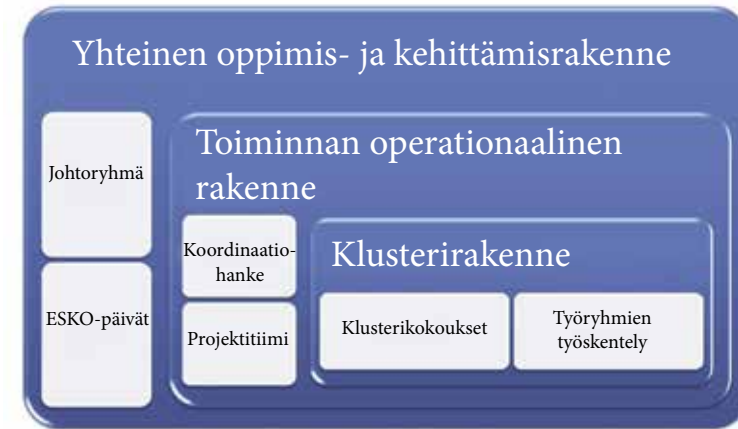 Yhteinen oppimis- ja kehittämisrakenne
Johtoryhmä
ESKO-päivät
Toiminnan operationaalinen
rakenne
Koordinaatio-
hanke
Projektitiimi
Klusterirakenne
Klusterikokoukset
Työryhmien
työskentely